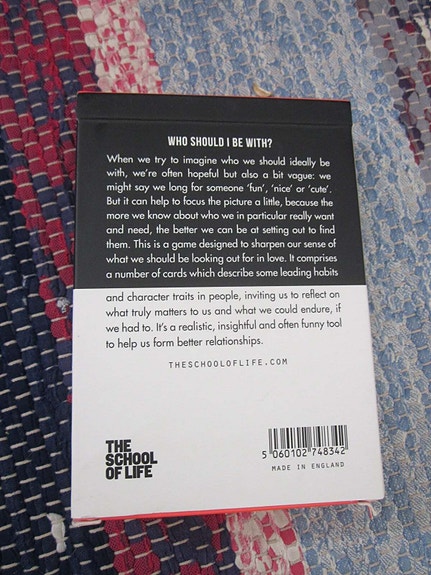 WHO SHOULD I BE WITH?
When we try to imagine who we should ideally be
with, we're often hopeful but also a bit vague: we
might say we long for someone 'fun', 'nice' or 'cute'.
But it can help to focus the picture a little, because the
more we know about who we in particular really want
and need, the better we can be at setting out to find
them. This is a game designed to sharpen our sense of
what we should be looking out for in love. It comprises
a number of cards which describe some leading habits
and character traits in people, inviting us to reflect on
what truly matters to us and what we could endure, if
we had to. It's a realistic, insightful and often funny tool
to help us form better relationships.
THESCHOOLOFLIFE.COM
THE
SCHOOL
OF LIFE
5 060102 748342
MADE IN ENGLAND